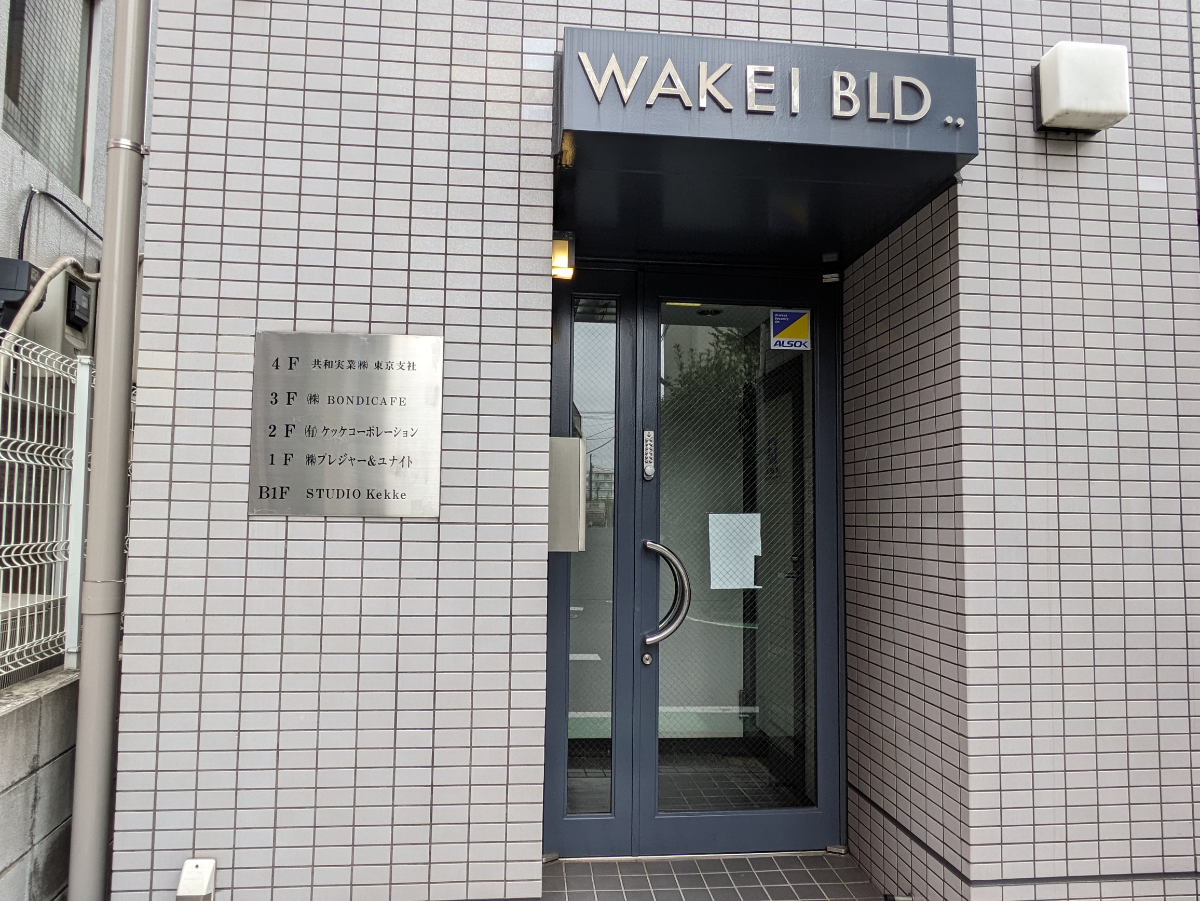 WAKEI BLD .,
4F 共和実業㈱ 東京支社
3F ㈱ BONDICAFE
2F ㈲ケッケコーポレーション
1F ㈱プレジャー&ユナイト
B1F STUDIO Kekke
ALSOK